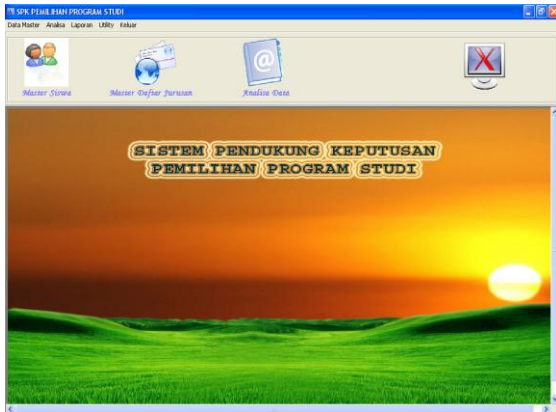 SPK PEMILIHAN PROGRAM STUDI
Data Master Analisa Laporan Utility Keluar
Master Siswa Master Daftar Jurusan Analisa Data
SISTEM PENDUKUNG KEPUTUSAN
PEMILIHAN PROGRAM STUDI